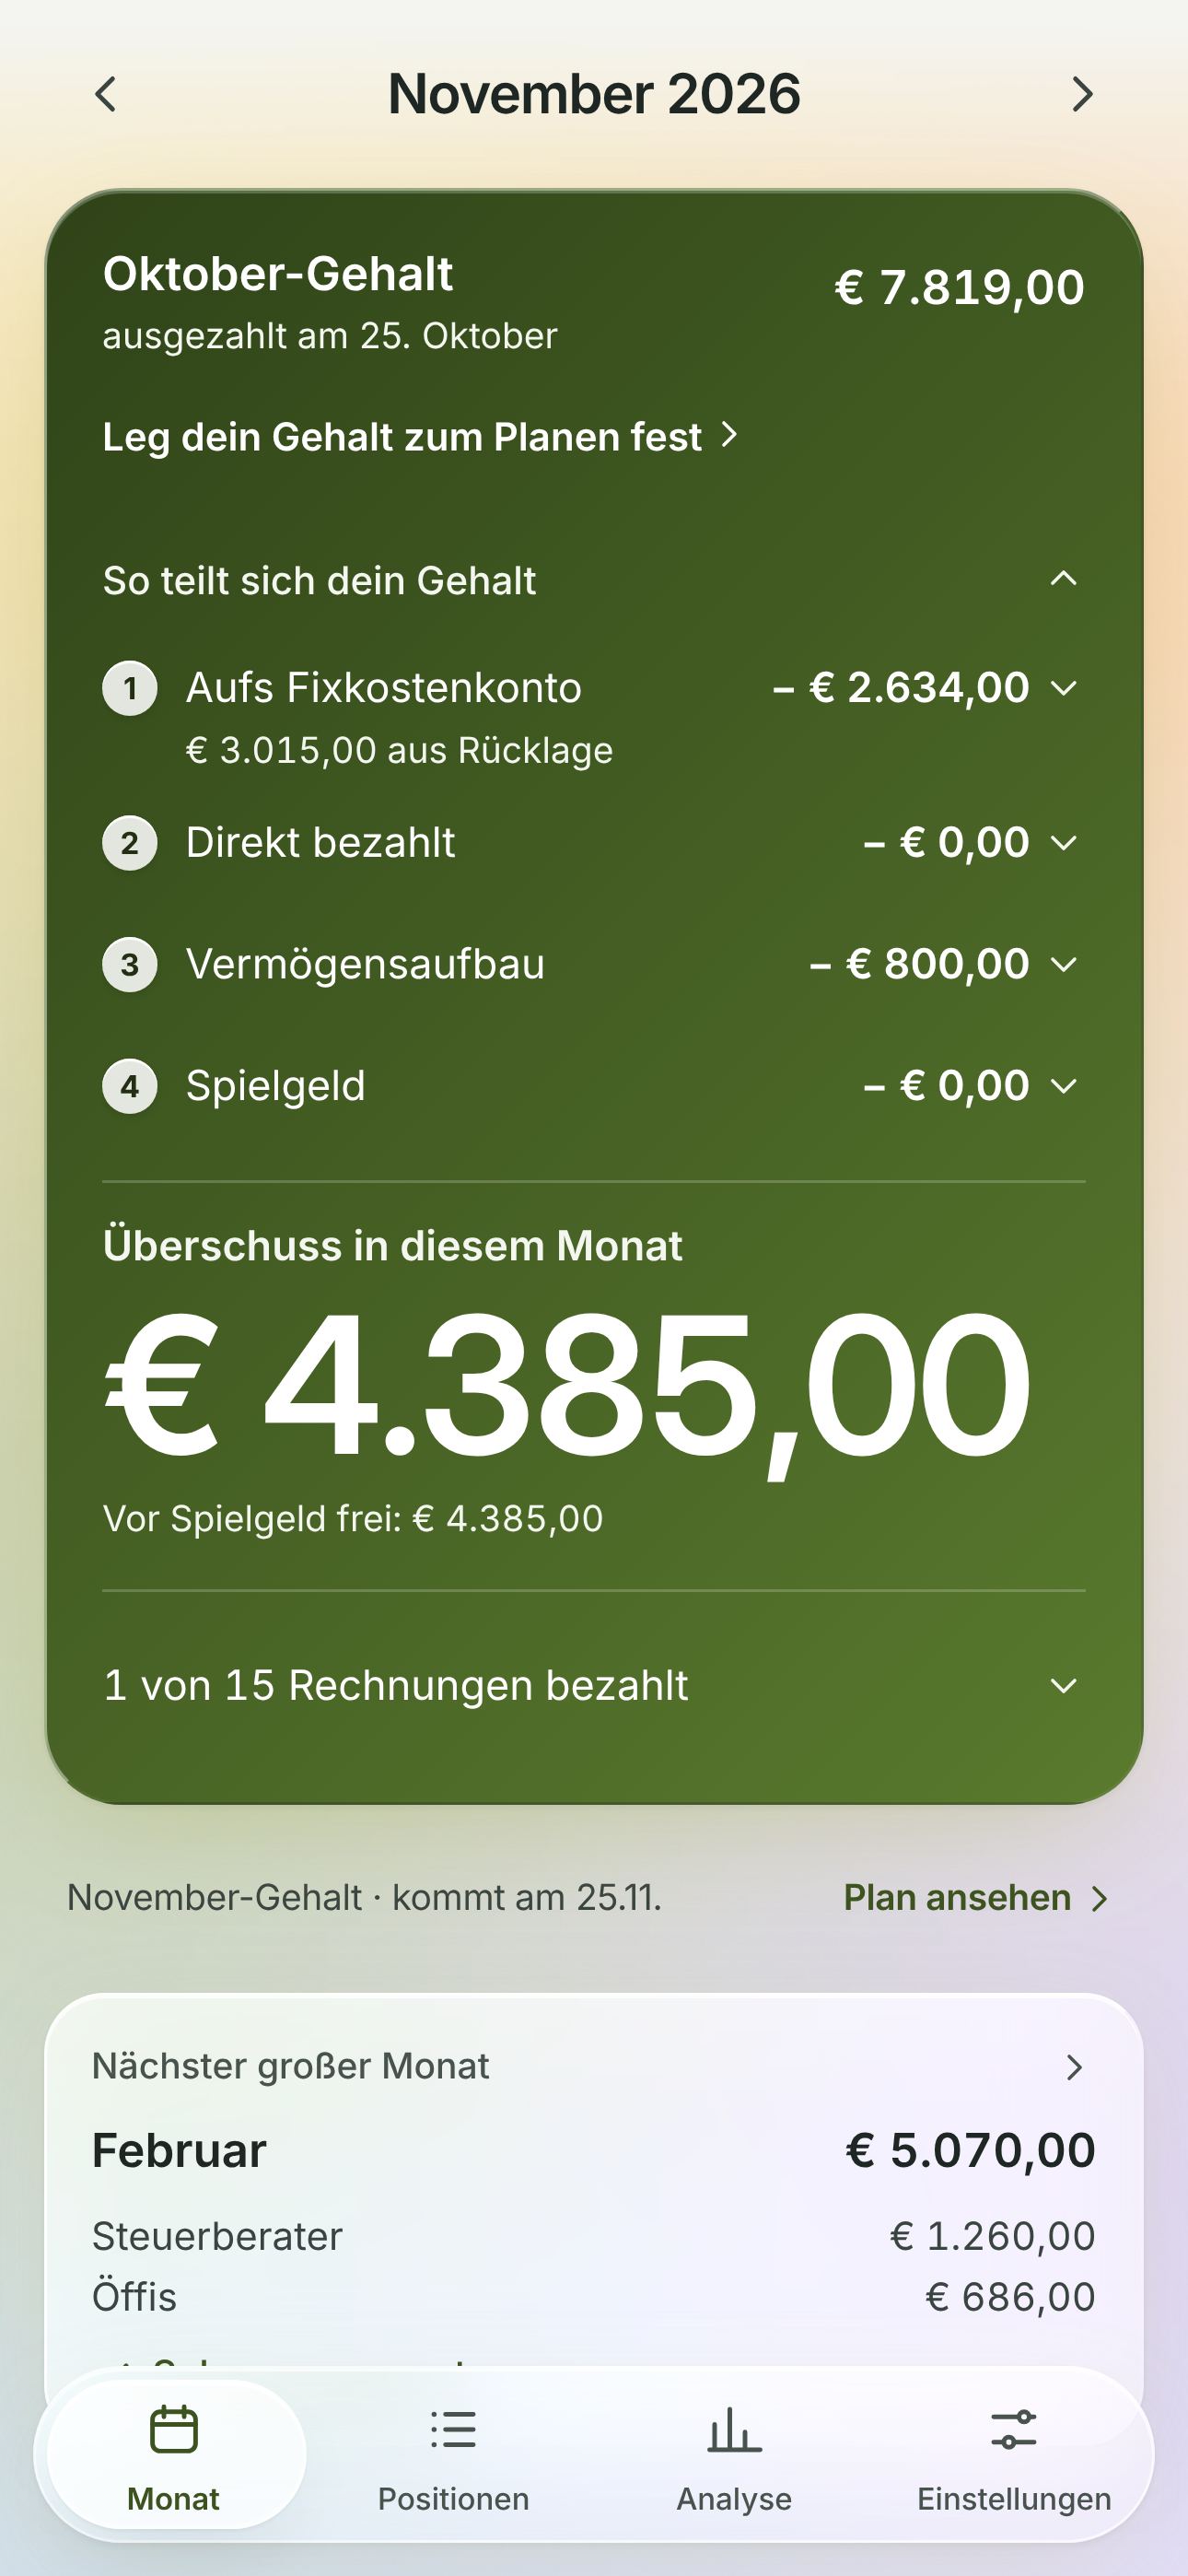 November 2026
Oktober-Gehalt
€ 7.819,00
ausgezahlt am 25. Oktober
Leg dein Gehalt zum Planen fest
So teilt sich dein Gehalt
1 Aufs Fixkostenkonto – € 2.634,00
€ 3.015,00 aus Rücklage
2 Direkt bezahlt – € 0,00
3 Vermögensaufbau – € 800,00
4 Spielgeld – € 0,00
Überschuss in diesem Monat
€ 4.385,00
Vor Spielgeld frei: € 4.385,00
1 von 15 Rechnungen bezahlt
November-Gehalt · kommt am 25.11. Plan ansehen
Nächster großer Monat
Februar € 5.070,00
Steuerberater € 1.260,00
Öffis € 686,00
Monat Positionen Analyse Einstellungen